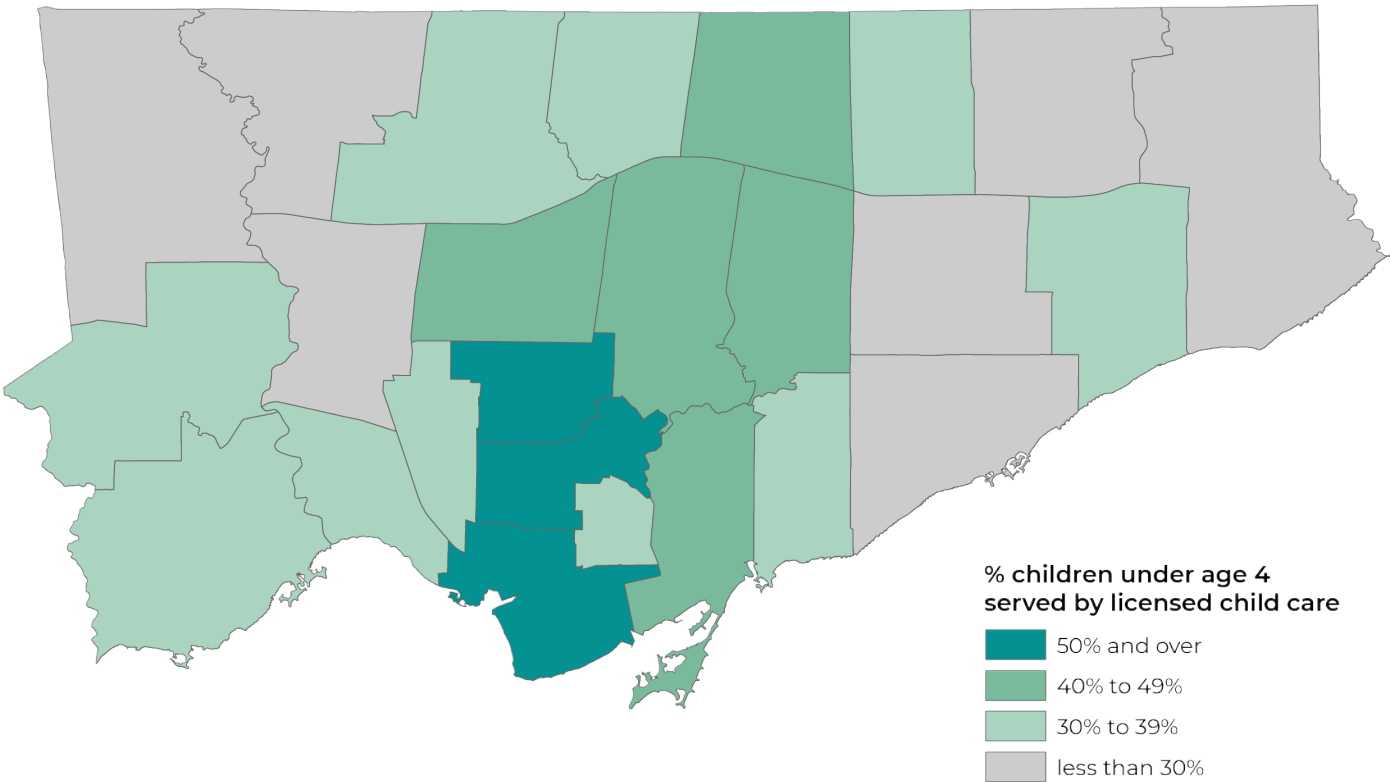 % children under age 4
served by licensed child care
50% and over
40% to 49%
30% to 39%
less than 30%